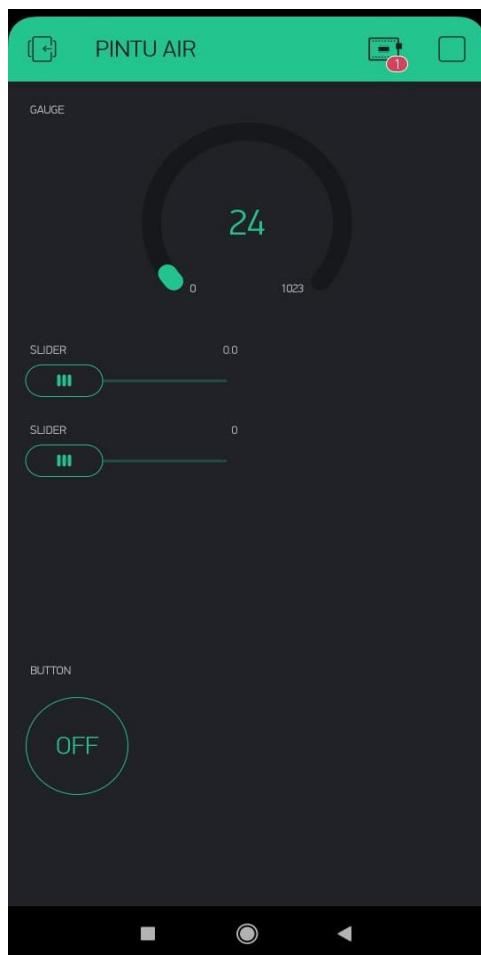 PINTU AIR
1
GAUGE
24
0 1023
SLIDER 0.0
SLIDER 0
BUTTON
OFF